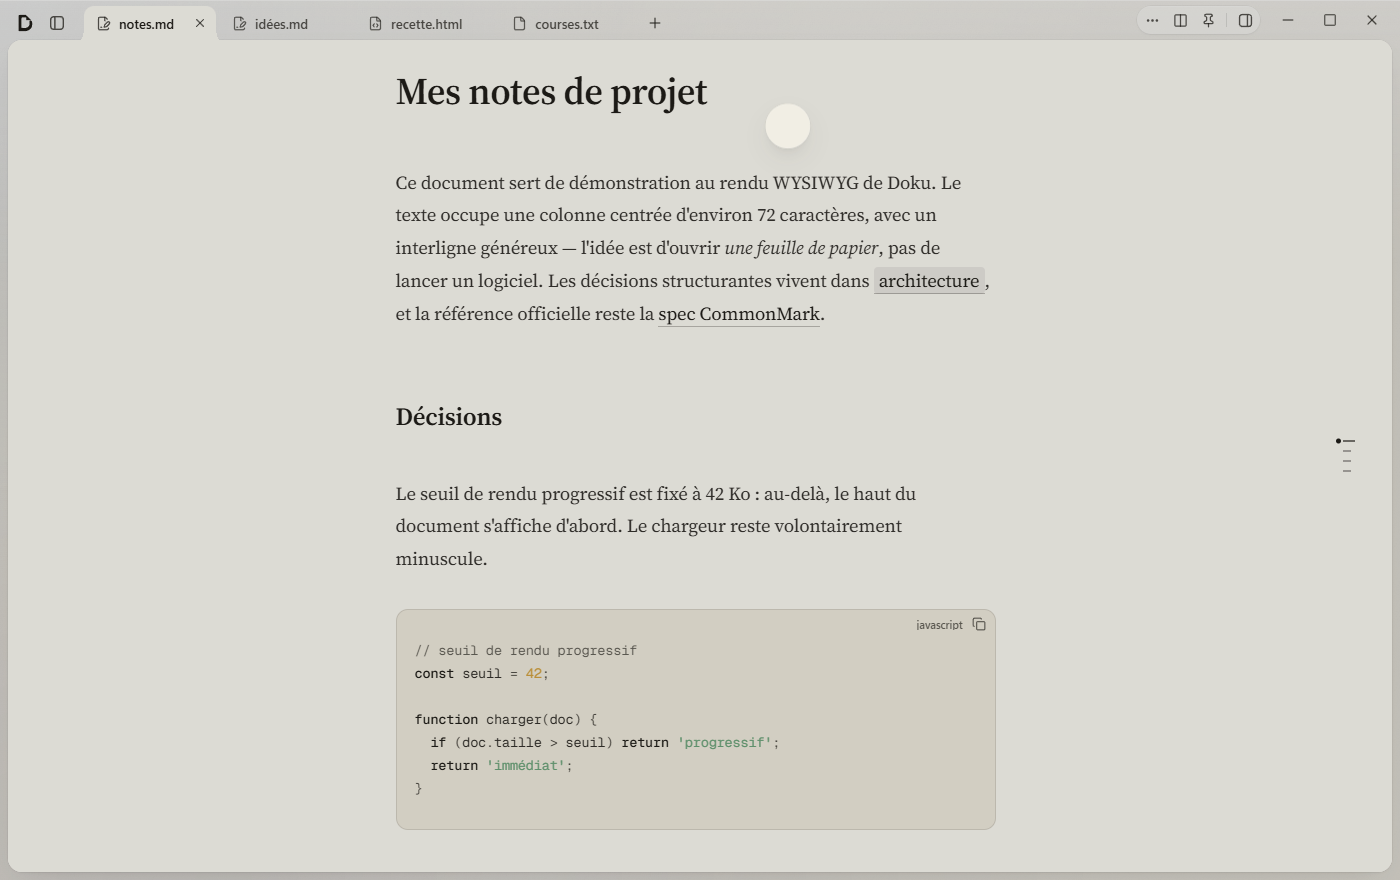 notes.md
idées.md
recette.html
courses.txt
Mes notes de projet
Ce document sert de démonstration au rendu WYSIWYG de Doku. Le
texte occupe une colonne centrée d'environ 72 caractères, avec un
interligne généreux — l'idée est d'ouvrir une feuille de papier, pas de
lancer un logiciel. Les décisions structurantes vivent dans architecture ,
et la référence officielle reste la spec CommonMark.
Décisions
Le seuil de rendu progressif est fixé à 42 Ko : au-delà, le haut du
document s'affiche d'abord. Le chargeur reste volontairement
minuscule.
javascript
// seuil de rendu progressif
const seuil = 42;
function charger(doc) {
  if (doc.taille > seuil) return 'progressif';
  return 'immédiat';
}